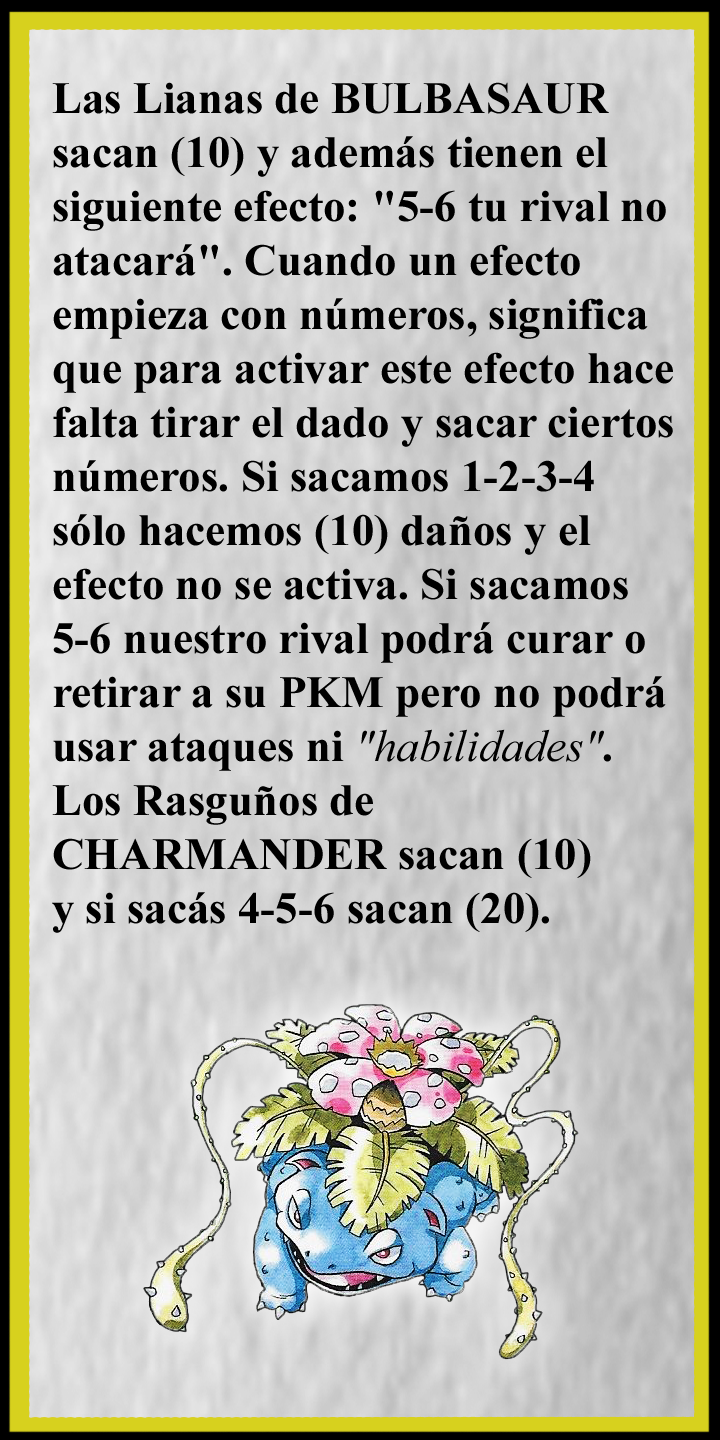 Las Lianas de BULBASAUR
sacan (10) y además tienen el
siguiente efecto: "5-6 tu rival no
atacará". Cuando un efecto
empieza con números, significa
que para activar este efecto hace
falta tirar el dado y sacar ciertos
números. Si sacamos 1-2-3-4
sólo hacemos (10) daños y el
efecto no se activa. Si sacamos
5-6 nuestro rival podrá curar o
retirar a su PKM pero no podrá
usar ataques ni "habilidades".
Los Rasguños de
CHARMANDER sacan (10)
y si sacás 4-5-6 sacan (20).